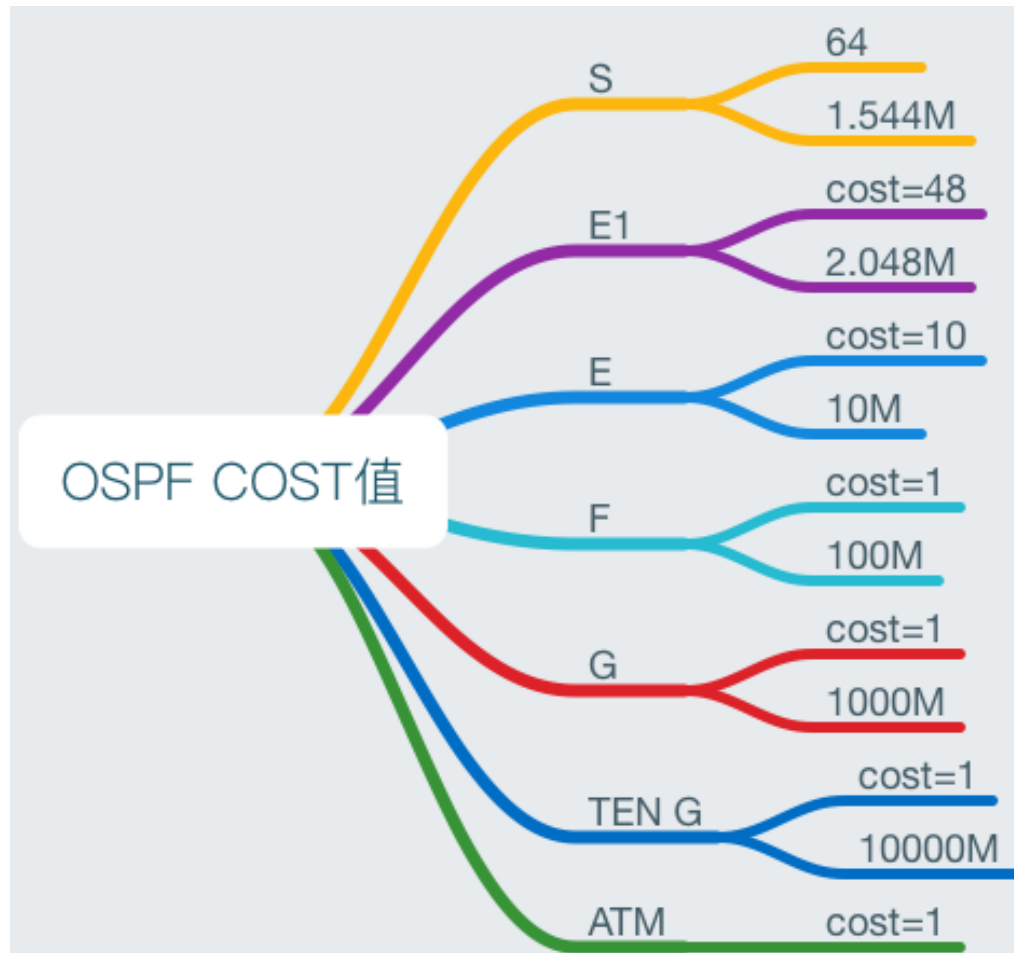 OSPF COST值
S
64
1.544M
E1
cost=48
2.048M
E
cost=10
10M
F
cost=1
100M
G
cost=1
1000M
TEN G
cost=1
10000M
ATM
cost=1